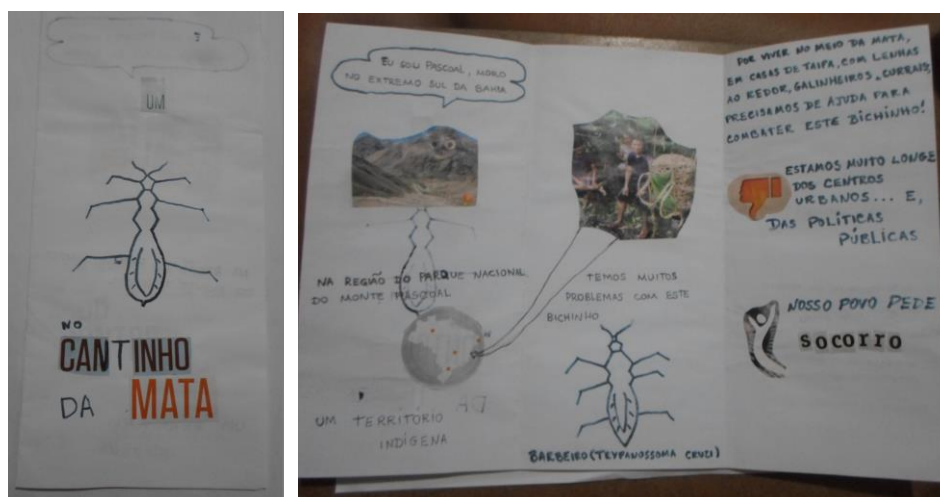 UM
NO
CANTINHO
DA MATA
EU SOU PASCOAL, MORO
NO EXTREMO SUL DA BAHIA
NA REGIÃO DO PARQUE NACIONAL
DO MONTE PASCOAL
UM TERRITÓRIO
INDÍGENA
TEMOS MUITOS
PROBLEMAS COM ESTE
BICHINHO
BARBEIRO (TRYPANOSSOMA CRUZI)
POR VIVER NO MEIO DA MATA,
EM CASAS DE TAIPA, COM LENHAS
AO REDOR, GALINHEIROS, CURRAIS,
PRECISAMOS DE AJUDA PARA
COMBATER ESTE BICHINHO!
ESTAMOS MUITO LONGE
DOS CENTROS
URBANOS... E,
DAS POLÍTICAS
PÚBLICAS
NOSSO POVO PEDE
socorro